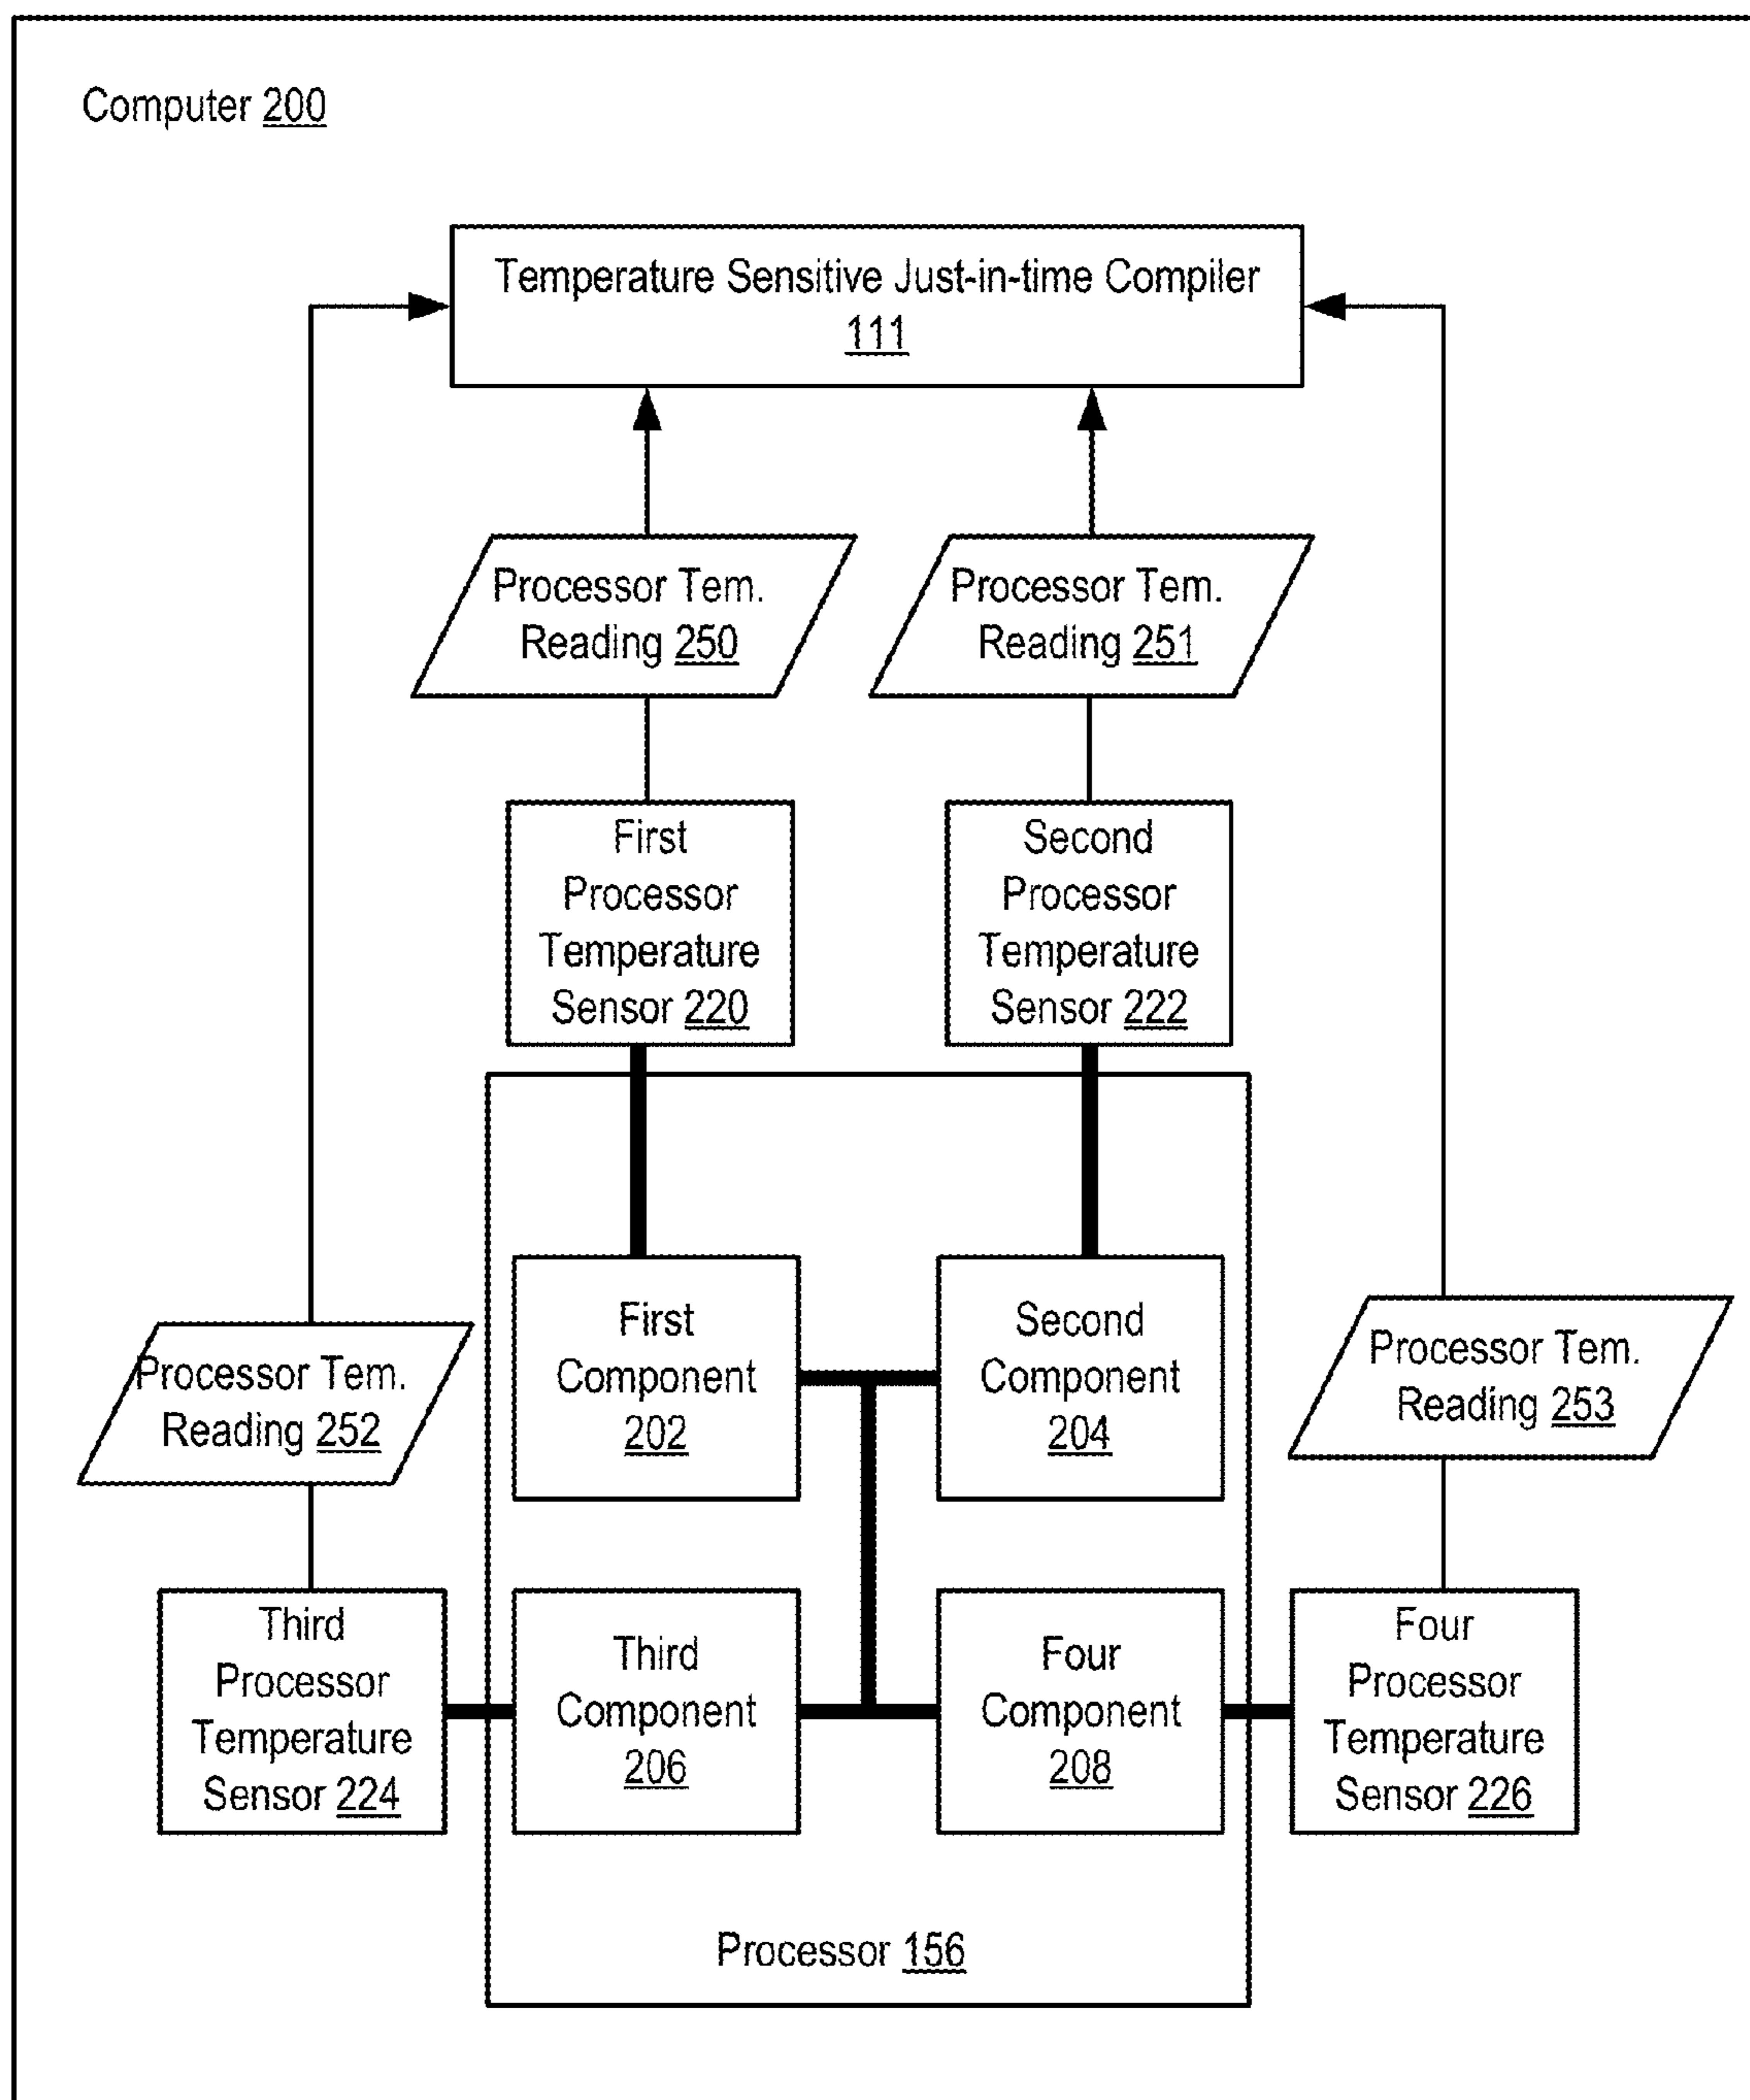 Computer 200
Temperature Sensitive Just-in-time Compiler
111
Processor Tem.
Reading 250
Processor Tem.
Reading 251
First
Processor
Temperature
Sensor 220
Second
Processor
Temperature
Sensor 222
First
Component
202
Second
Component
204
Processor Tem.
Reading 252
Processor Tem.
Reading 253
Third
Processor
Temperature
Sensor 224
Third
Component
206
Four
Component
208
Four
Processor
Temperature
Sensor 226
Processor 156